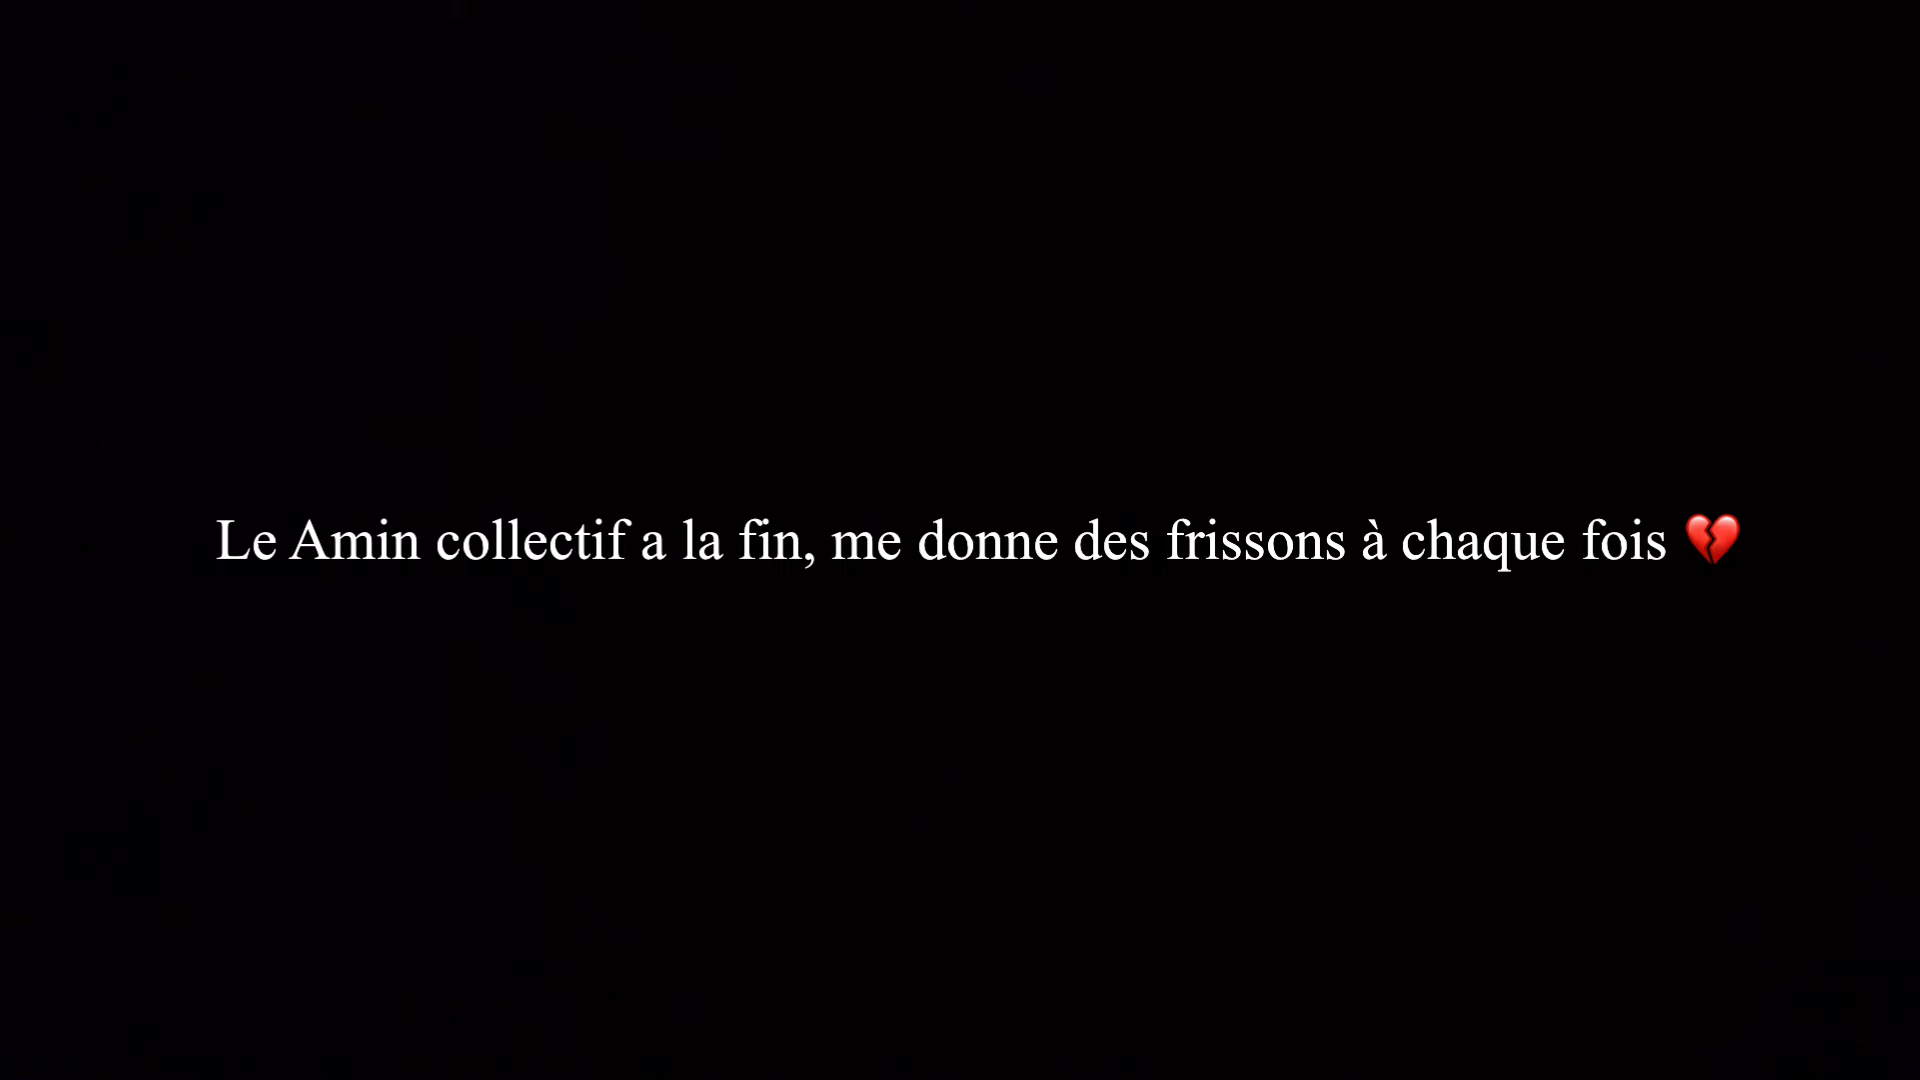 Le Amin collectif a la fin, me donne des frissons à chaque fois 💔